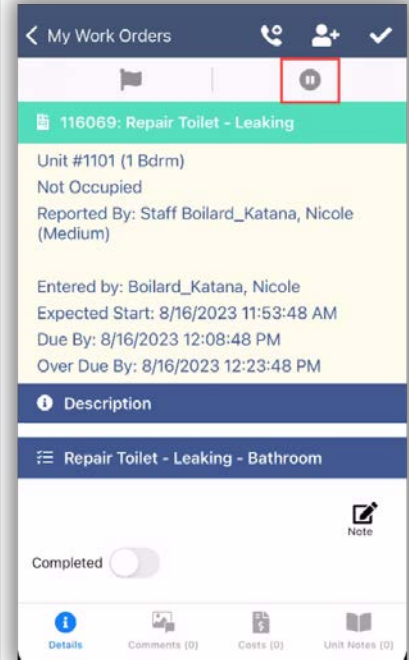 My Work Orders
116069: Repair Toilet - Leaking
Unit #1101 (1 Bdrm)
Not Occupied
Reported By: Staff Boilard_Katana, Nicole
(Medium)
Entered by: Boilard_Katana, Nicole
Expected Start: 8/16/2023 11:53:48 AM
Due By: 8/16/2023 12:08:48 PM
Over Due By: 8/16/2023 12:23:48 PM
Description
Repair Toilet - Leaking - Bathroom
Note
Completed
Details Comments (0) Costs (0) Unit Notes (0)